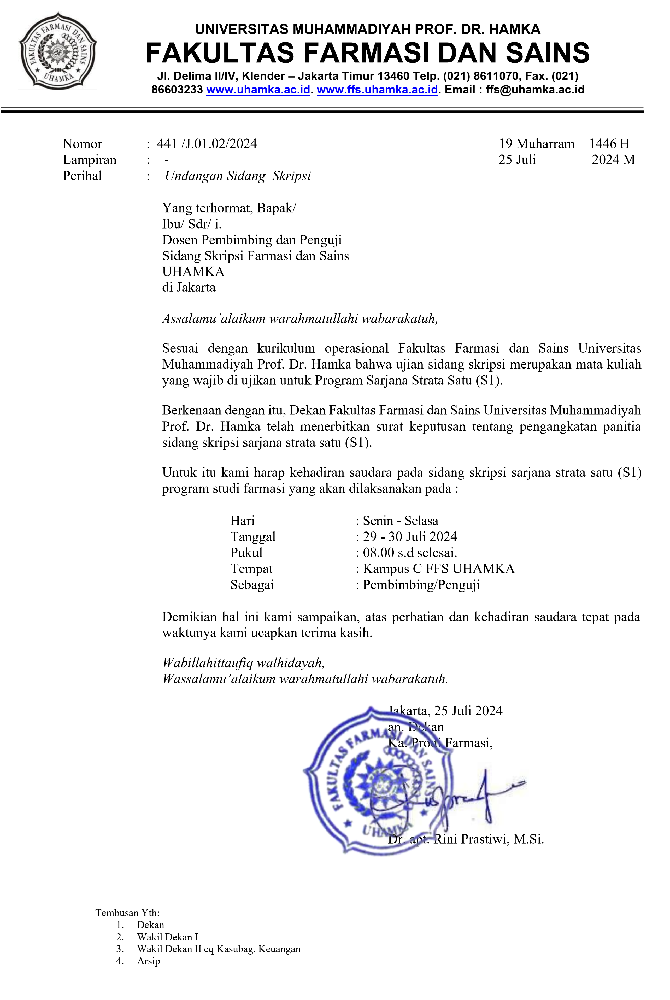 FAKULTAS FARMASI DAN SAINS
UHAMKA
UNIVERSITAS MUHAMMADIYAH PROF. DR. HAMKA
FAKULTAS FARMASI DAN SAINS
Jl. Delima II/IV, Klender – Jakarta Timur 13460 Telp. (021) 8611070, Fax. (021)
86603233 www.uhamka.ac.id. www.ffs.uhamka.ac.id. Email : ffs@uhamka.ac.id
Nomor : 441 /J.01.02/2024 19 Muharram 1446 H
Lampiran : - 25 Juli 2024 M
Perihal : Undangan Sidang Skripsi
Yang terhormat, Bapak/
Ibu/ Sdr/ i.
Dosen Pembimbing dan Penguji
Sidang Skripsi Farmasi dan Sains
UHAMKA
di Jakarta
Assalamu’alaikum warahmatullahi wabarakatuh,
Sesuai dengan kurikulum operasional Fakultas Farmasi dan Sains Universitas
Muhammadiyah Prof. Dr. Hamka bahwa ujian sidang skripsi merupakan mata kuliah
yang wajib di ujikan untuk Program Sarjana Strata Satu (S1).
Berkenaan dengan itu, Dekan Fakultas Farmasi dan Sains Universitas Muhammadiyah
Prof. Dr. Hamka telah menerbitkan surat keputusan tentang pengangkatan panitia
sidang skripsi sarjana strata satu (S1).
Untuk itu kami harap kehadiran saudara pada sidang skripsi sarjana strata satu (S1)
program studi farmasi yang akan dilaksanakan pada :
Hari : Senin - Selasa
Tanggal : 29 - 30 Juli 2024
Pukul : 08.00 s.d selesai.
Tempat : Kampus C FFS UHAMKA
Sebagai : Pembimbing/Penguji
Demikian hal ini kami sampaikan, atas perhatian dan kehadiran saudara tepat pada
waktunya kami ucapkan terima kasih.
Wabillahittaufiq walhidayah,
Wassalamu’alaikum warahmatullahi wabarakatuh.
Jakarta, 25 Juli 2024
an. Dekan
Ka. Prodi Farmasi,
FAKULTAS FARMASI DAN SAINS
UHAMKA
Dr. apt. Rini Prastiwi, M.Si.
Tembusan Yth:
1. Dekan
2. Wakil Dekan I
3. Wakil Dekan II cq Kasubag. Keuangan
4. Arsip